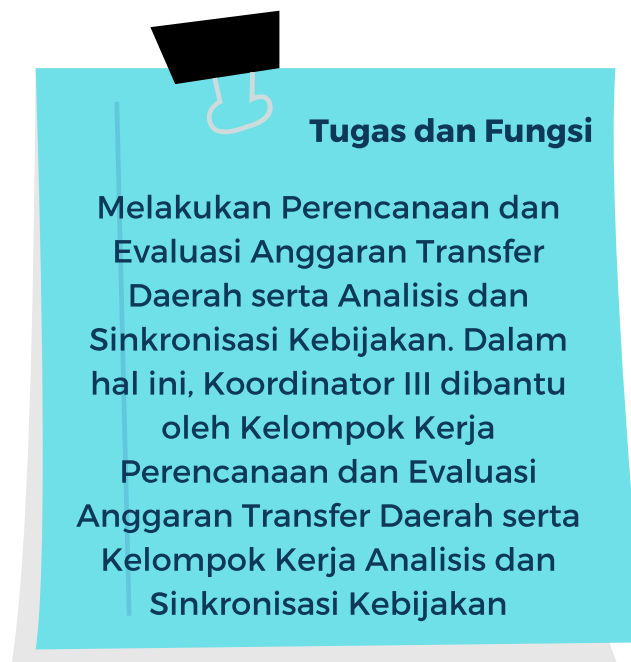 Tugas dan Fungsi
Melakukan Perencanaan dan
Evaluasi Anggaran Transfer
Daerah serta Analisis dan
Sinkronisasi Kebijakan. Dalam
hal ini, Koordinator III dibantu
oleh Kelompok Kerja
Perencanaan dan Evaluasi
Anggaran Transfer Daerah serta
Kelompok Kerja Analisis dan
Sinkronisasi Kebijakan